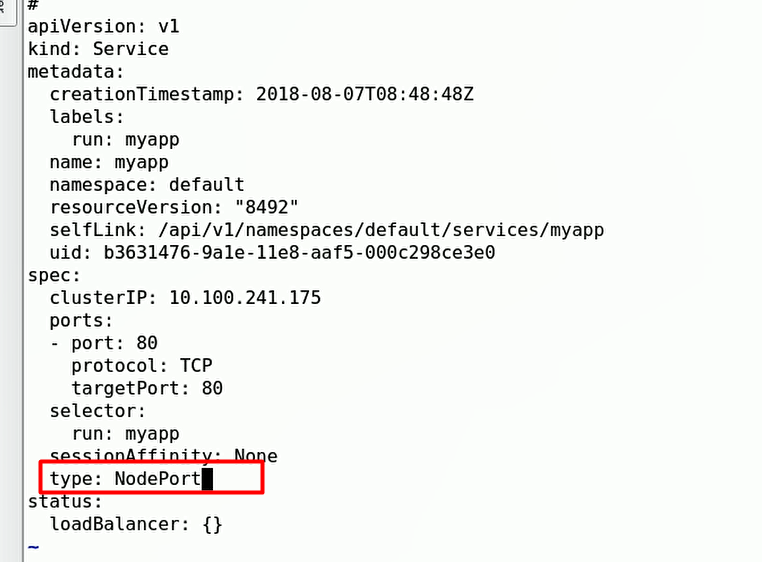 #
apiVersion: v1
kind: Service
metadata:
  creationTimestamp: 2018-08-07T08:48:48Z
  labels:
    run: myapp
  name: myapp
  namespace: default
  resourceVersion: "8492"
  selfLink: /api/v1/namespaces/default/services/myapp
  uid: b3631476-9a1e-11e8-aaf5-000c298ce3e0
spec:
  clusterIP: 10.100.241.175
  ports:
  - port: 80
    protocol: TCP
    targetPort: 80
  selector:
    run: myapp
  sessionAffinity: None
  type: NodePort
status:
  loadBalancer: {}
~